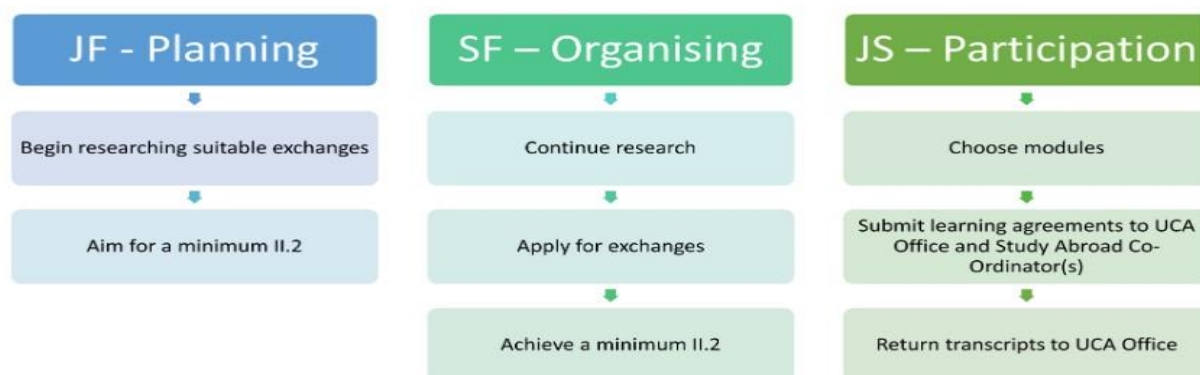 JF - Planning
Begin researching suitable exchanges
Aim for a minimum II.2
SF – Organising
Continue research
Apply for exchanges
Achieve a minimum II.2
JS – Participation
Choose modules
Submit learning agreements to UCA
Office and Study Abroad Co-
Ordinator(s)
Return transcripts to UCA Office